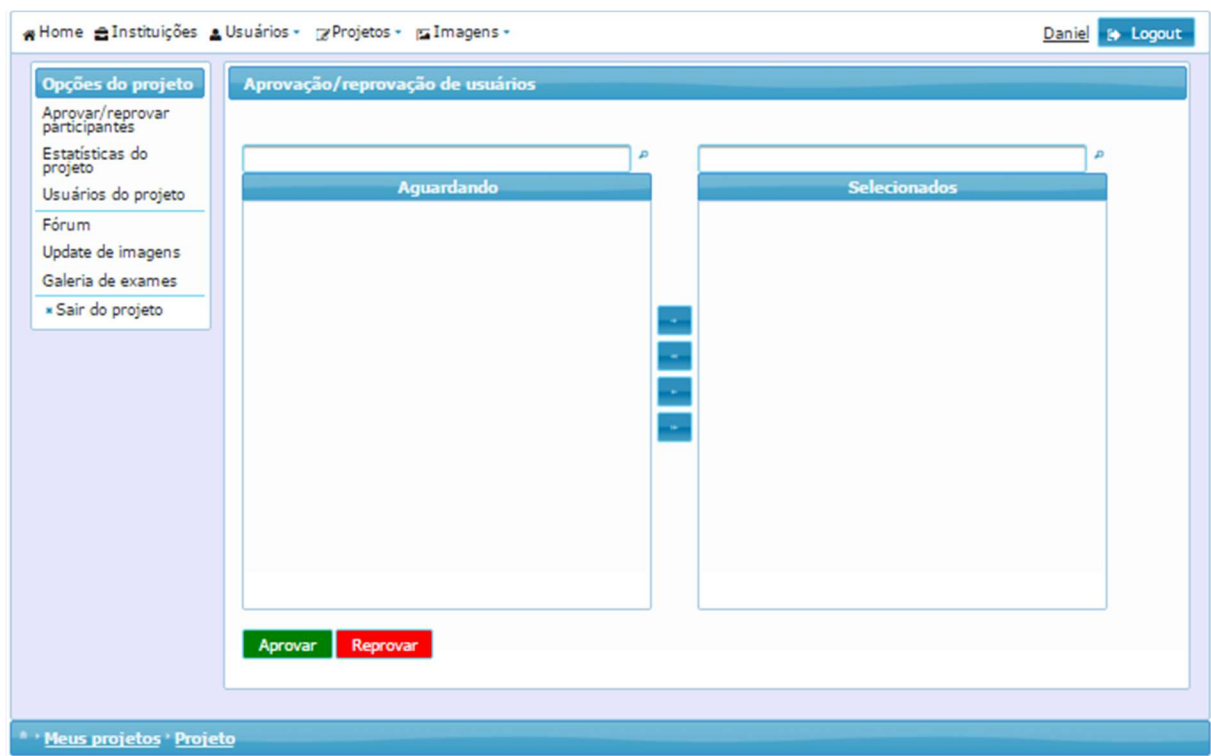 Home Instituições Usuários Projetos Imagens Daniel Logout
Opções do projeto
Aprovar/reprovar
participantes
Estatísticas do
projeto
Usuários do projeto
Fórum
Update de imagens
Galeria de exames
Sair do projeto
Aprovação/reprovação de usuários
Aguardando
Selecionados
Aprovar Reprovar
Meus projetos Projeto